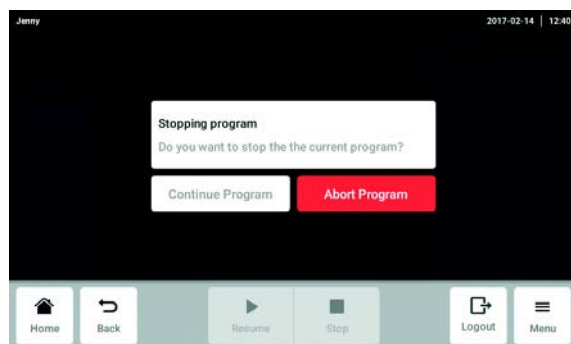 Jenny 2017-02-14 | 12:40
Stopping program
Do you want to stop the the current program?
Continue Program Abort Program
Home Back Resume Stop Logout Menu